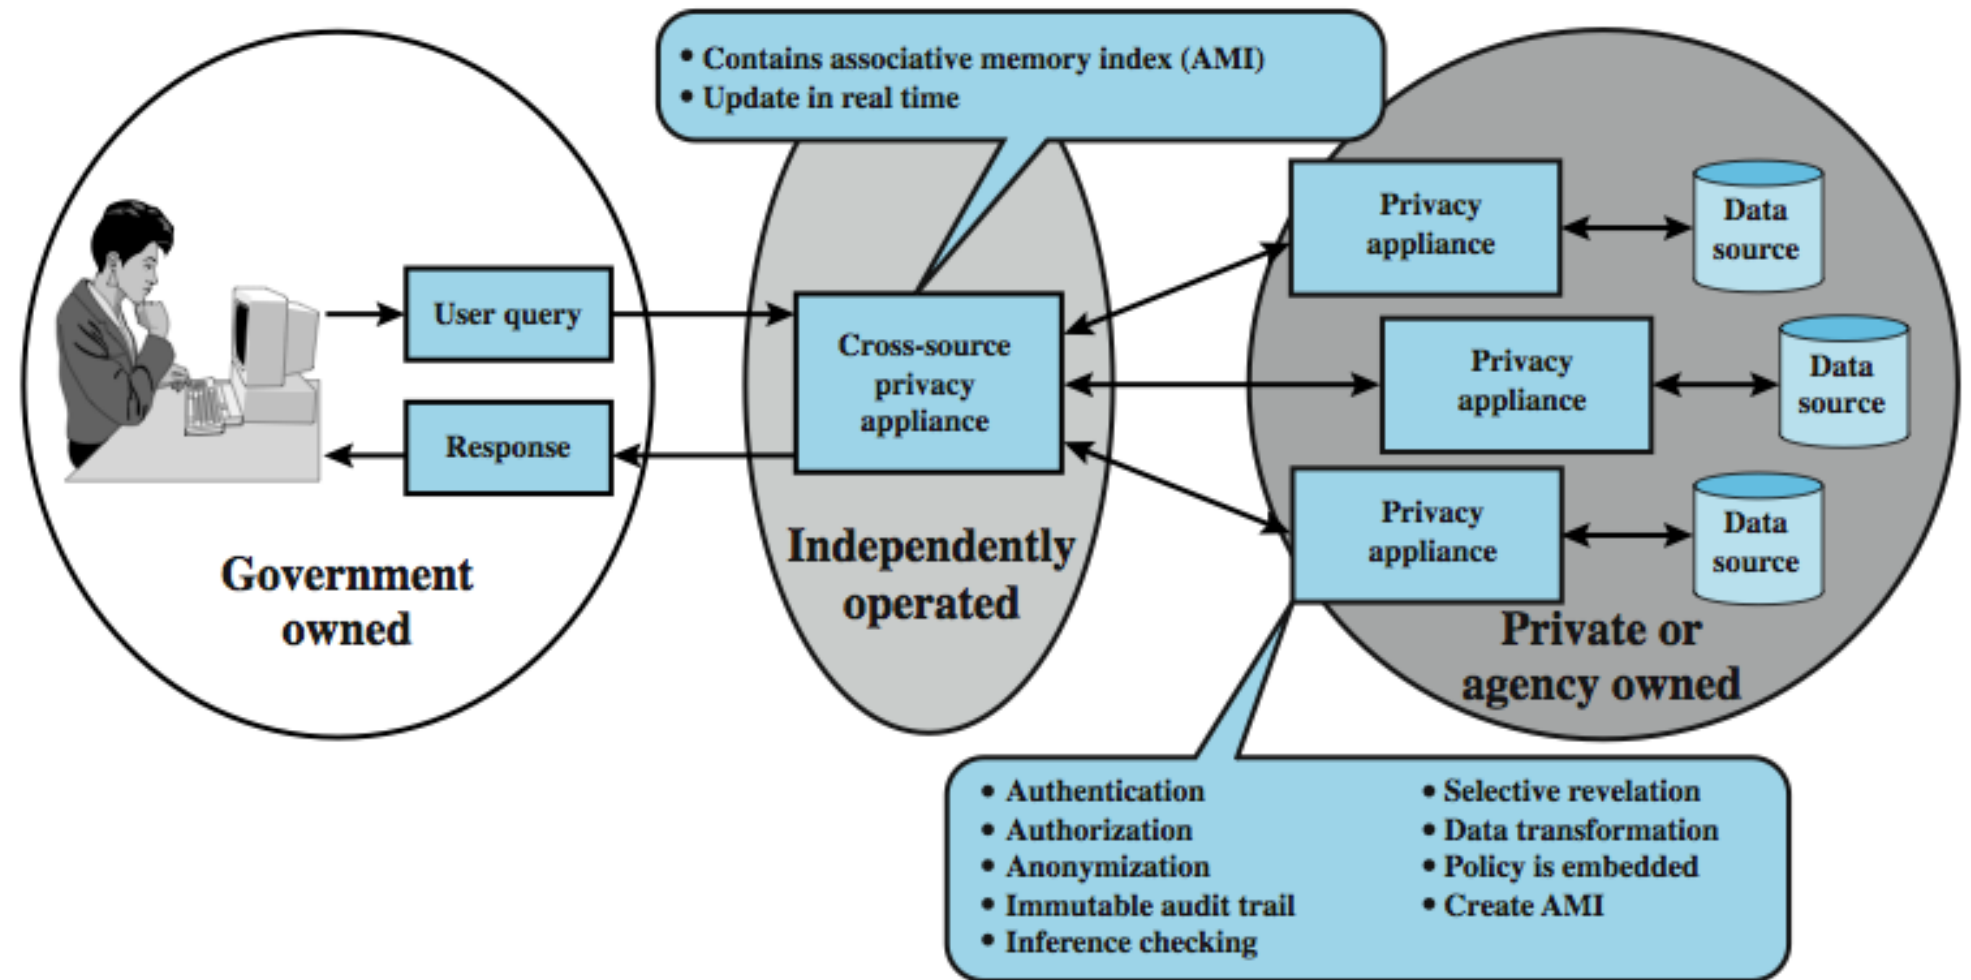 • Contains associative memory index (AMI)
• Update in real time
User query
Response
Government
owned
Cross-source
privacy
appliance
Independently
operated
Privacy
appliance
Data
source
Privacy
appliance
Data
source
Privacy
appliance
Data
source
Private or
agency owned
• Authentication
• Authorization
• Anonymization
• Immutable audit trail
• Inference checking
• Selective revelation
• Data transformation
• Policy is embedded
• Create AMI